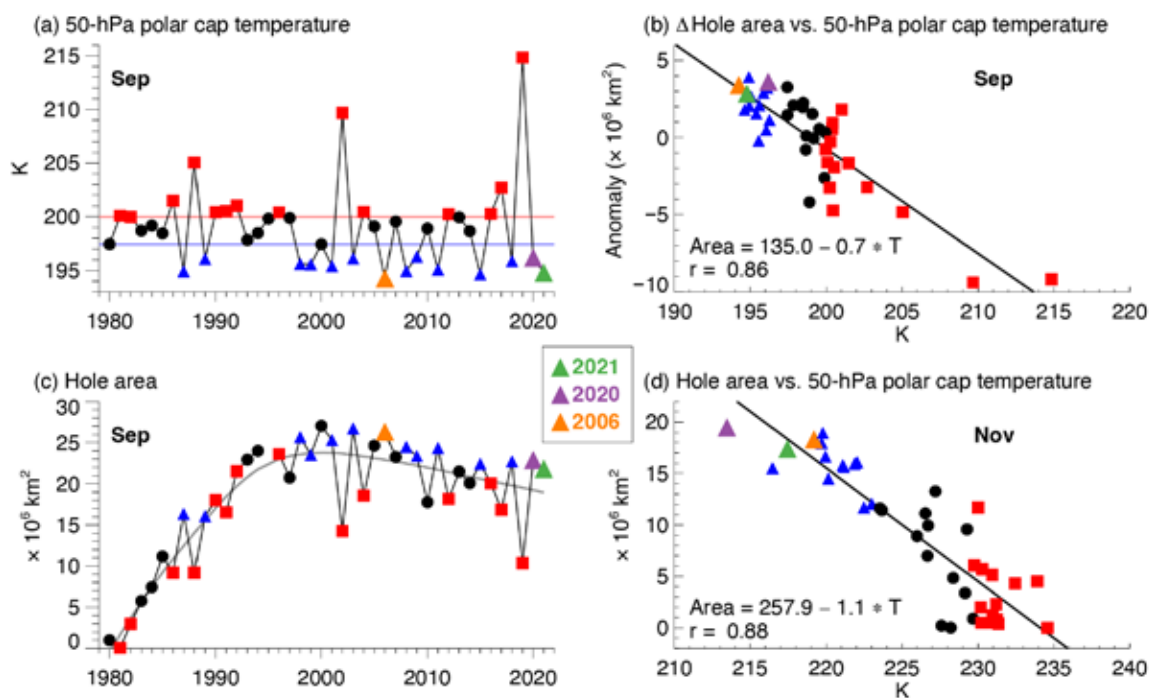 (a) 50-hPa polar cap temperature
215
210
205
200
195
K
Sep
1980 1990 2000 2010 2020
(b) Δ Hole area vs. 50-hPa polar cap temperature
5
0
−5
−10
Anomaly (× 10⁶ km²)
Sep
Area = 135.0 − 0.7 * T
r = 0.86
190 195 200 205 210 215 220
K
(c) Hole area
30
25
20
15
10
5
0
× 10⁶ km²
Sep
1980 1990 2000 2010 2020
2021
2020
2006
(d) Hole area vs. 50-hPa polar cap temperature
20
15
10
5
0
× 10⁶ km²
Nov
Area = 257.9 − 1.1 * T
r = 0.88
210 215 220 225 230 235 240
K